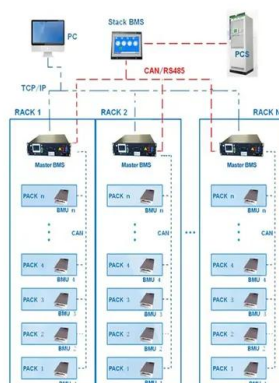 Stack BMS
PC
PCS
CAN/RS485
TCP/IP
RACK 1
RACK 2
RACK N
Master BMS
Master BMS
Master BMS
PACK n
PACK n
PACK n
BMU n
BMU n
BMU n
CAN
CAN
CAN
PACK 4
PACK 4
PACK 4
BMU 4
BMU 4
BMU 4
PACK 3
PACK 3
PACK 3
BMU 3
BMU 3
BMU 3
PACK 2
PACK 2
PACK 2
BMU 2
BMU 2
BMU 2
PACK 1
PACK 1
PACK 1